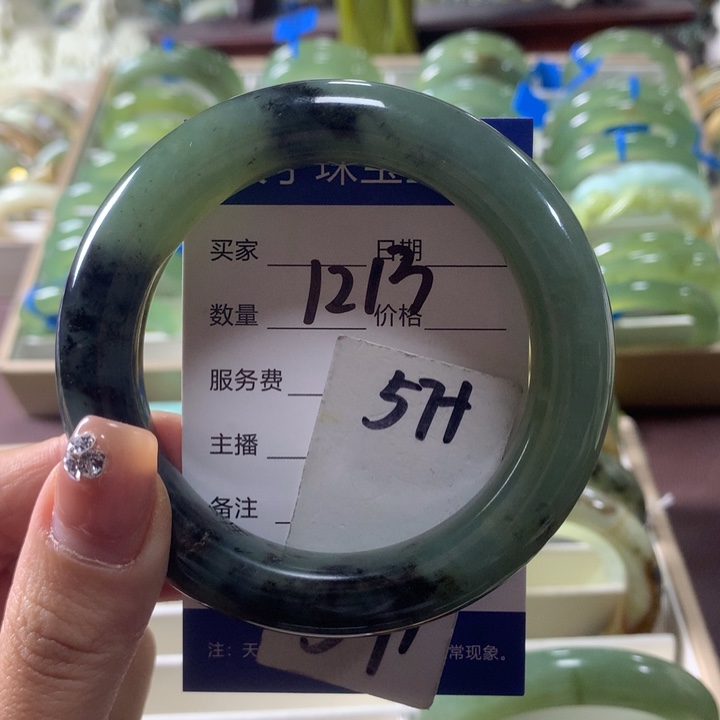 珠宝
买家 日期
1213
数量 价格
服务费
57H
主播
备注
注：天 常现象。